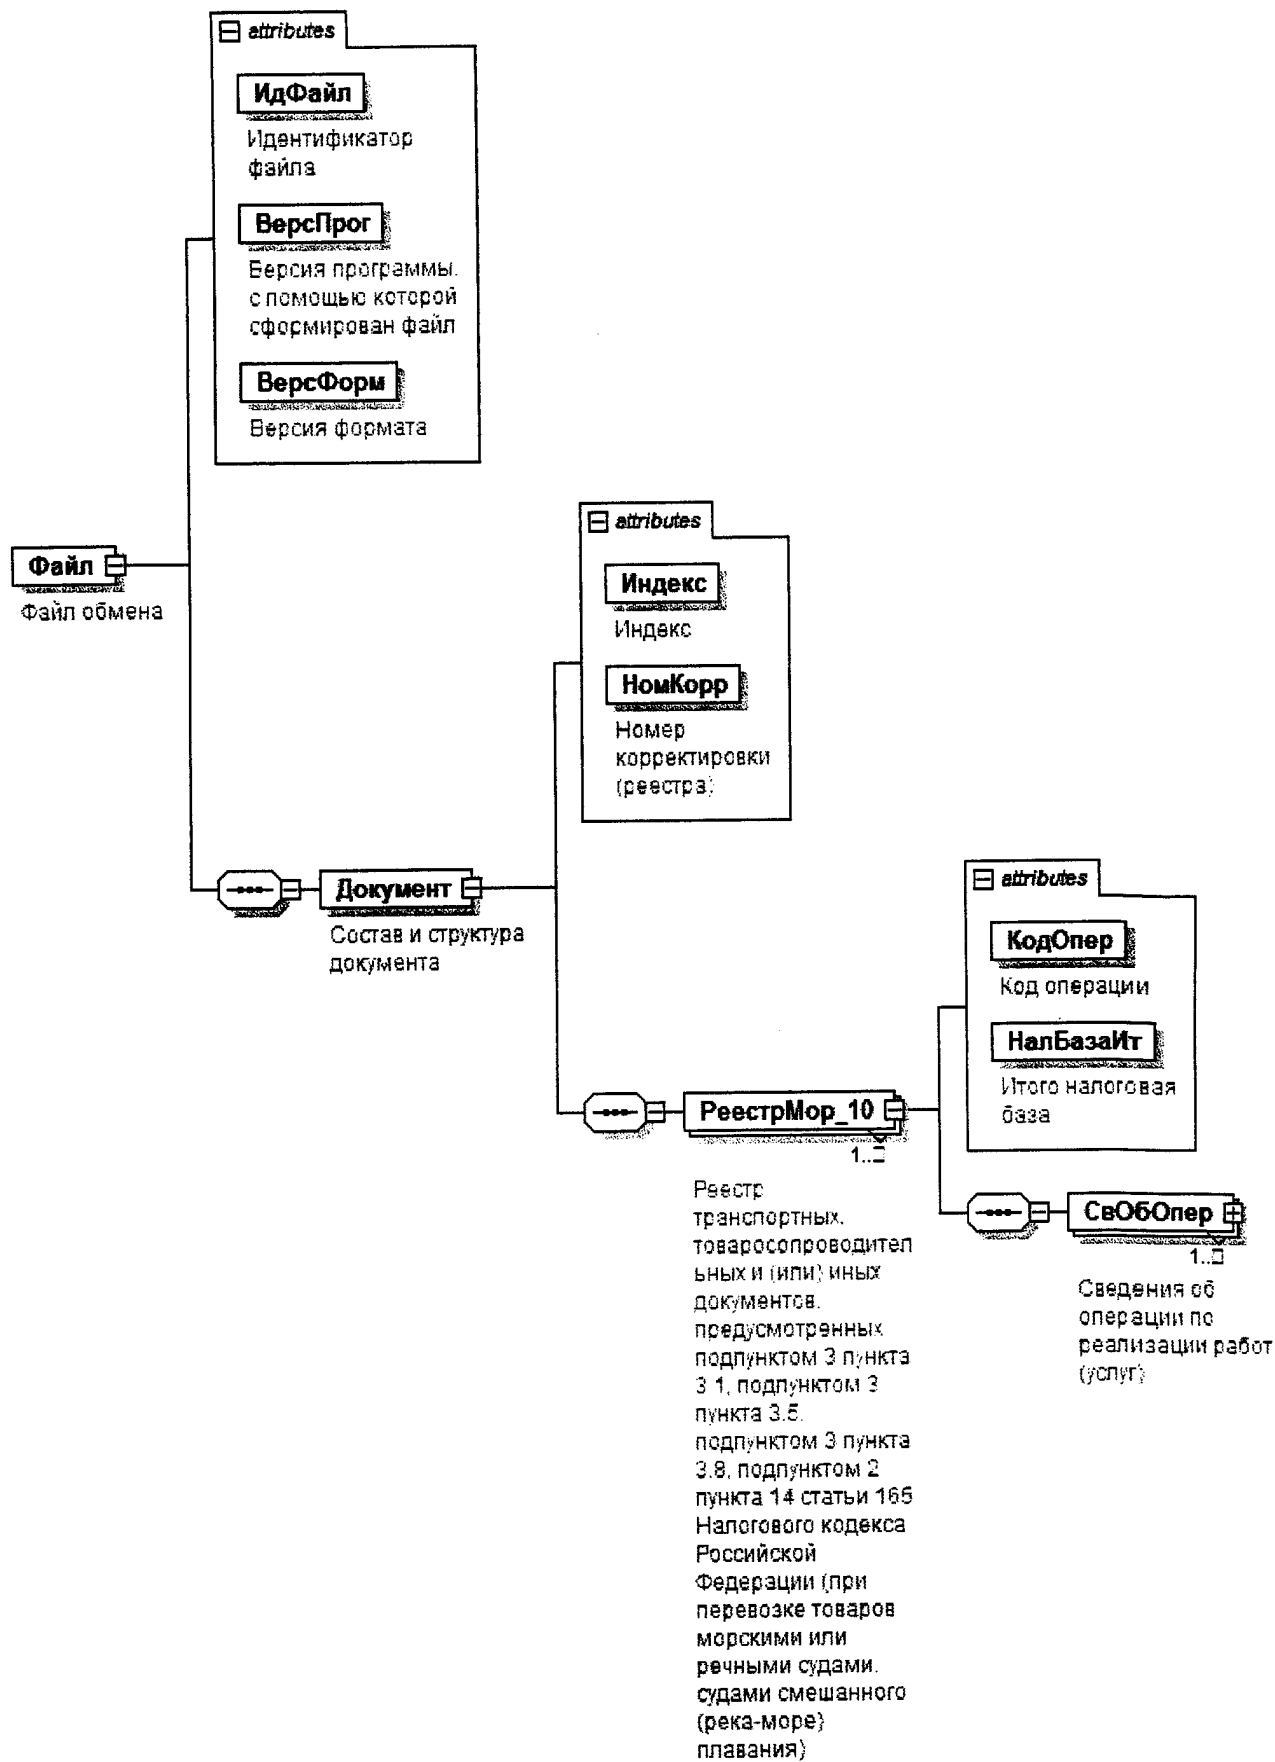 attributes
ИдФайл
Идентификатор
файла
ВерсПрог
Версия программы,
с помощью которой
сформирован файл
ВерсФорм
Версия формата
Файл
Файл обмена
attributes
Индекс
Индекс
НомКорр
Номер
корректировки
(реестра)
Документ
Состав и структура
документа
attributes
КодОпер
Код операции
НалБазаИт
Итого налоговая
база
РеестрМор_10
1..
Реестр
транспортных,
товаросопроводител
ьных и (или) иных
документов,
предусмотренных
подпунктом 3 пункта
3.1, подпунктом 3
пункта 3.5,
подпунктом 3 пункта
3.8, подпунктом 2
пункта 14 статьи 165
Налогового кодекса
Российской
Федерации (при
перевозке товаров
морскими или
речными судами,
судами смешанного
(река-море)
плавания)
СвОбОпер
1..
Сведения об
операции по
реализации работ
(услуг)